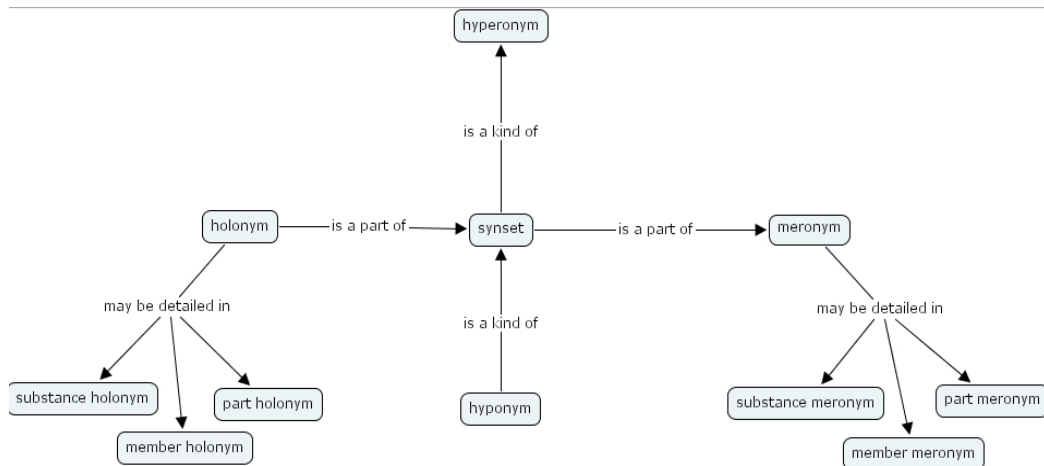 hyperonym
is a kind of
holonym
is a part of
synset
is a part of
meronym
may be detailed in
may be detailed in
is a kind of
substance holonym
part holonym
member holonym
hyponym
substance meronym
part meronym
member meronym